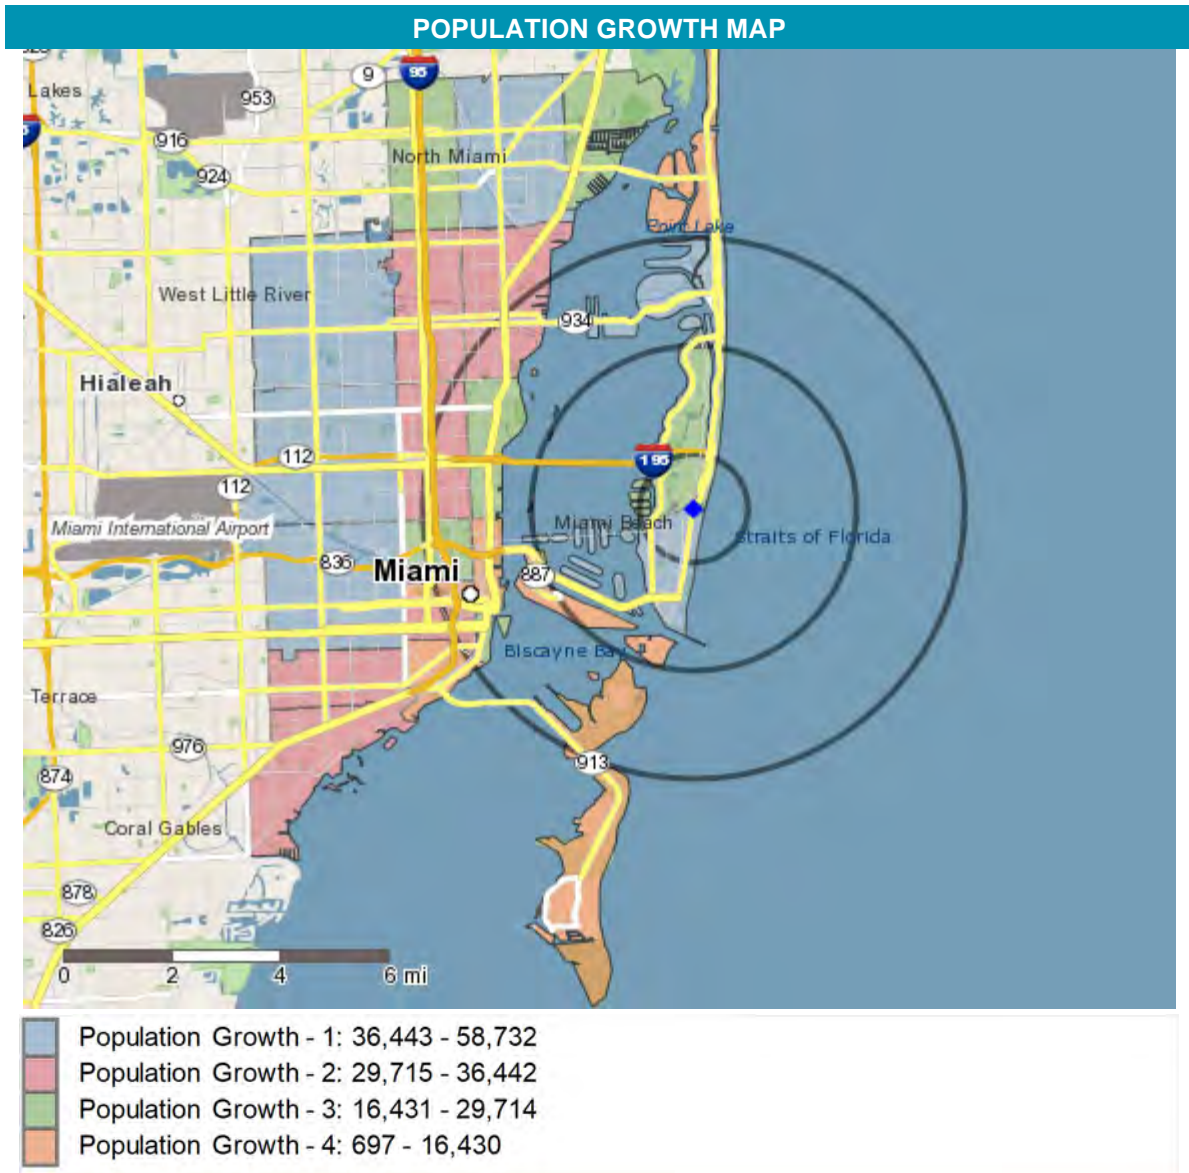 POPULATION GROWTH MAP
95
9
Lakes
953
916
North Miami
924
Point Lake
West Little River
934
Hialeah
112
195
112
Miami International Airport
Miami Beach
Straits of Florida
836
Miami
887
Biscayne Bay
Terrace
976
913
874
Coral Gables
878
826
0 2 4 6 mi
Population Growth - 1: 36,443 - 58,732
Population Growth - 2: 29,715 - 36,442
Population Growth - 3: 16,431 - 29,714
Population Growth - 4: 697 - 16,430